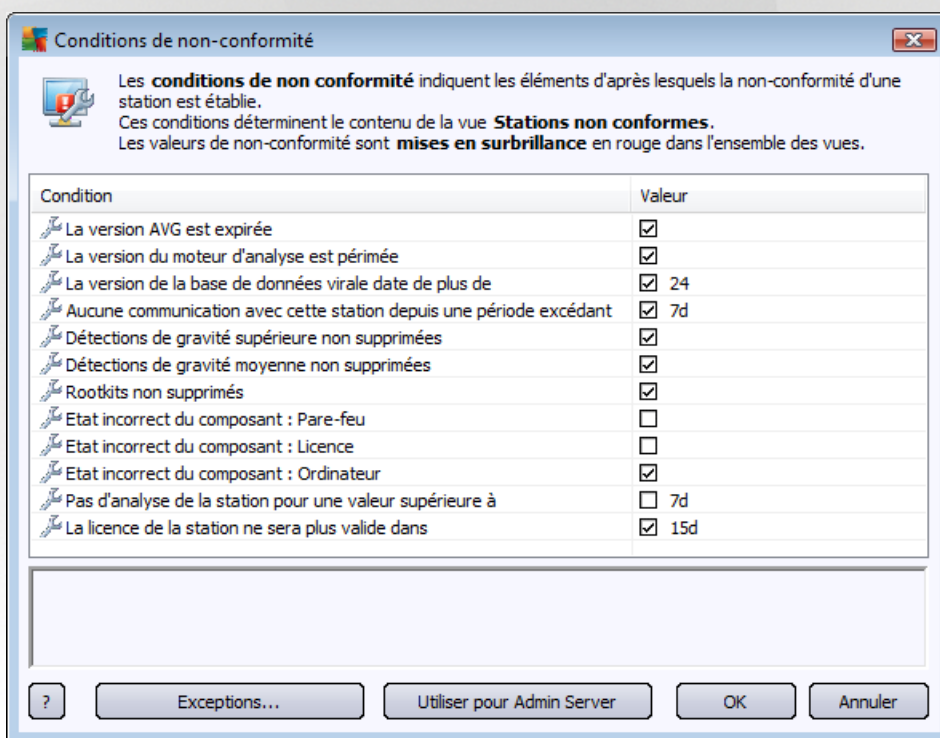 Conditions de non-conformité
Les conditions de non conformité indiquent les éléments d'après lesquels la non-conformité d'une
station est établie.
Ces conditions déterminent le contenu de la vue Stations non conformes.
Les valeurs de non-conformité sont mises en surbrillance en rouge dans l'ensemble des vues.
Condition Valeur
La version AVG est expirée
La version du moteur d'analyse est périmée
La version de la base de données virale date de plus de 24
Aucune communication avec cette station depuis une période excédant 7d
Détections de gravité supérieure non supprimées
Détections de gravité moyenne non supprimées
Rootkits non supprimés
Etat incorrect du composant : Pare-feu
Etat incorrect du composant : Licence
Etat incorrect du composant : Ordinateur
Pas d'analyse de la station pour une valeur supérieure à 7d
La licence de la station ne sera plus valide dans 15d
? Exceptions... Utiliser pour Admin Server OK Annuler